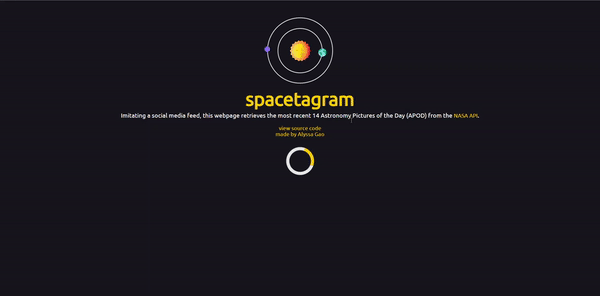 spacetagram
Imitating a social media feed, this webpage retrieves the most recent 14 Astronomy Pictures of the Day (APOD) from the NASA API.
view source code
made by Alyssa Gan